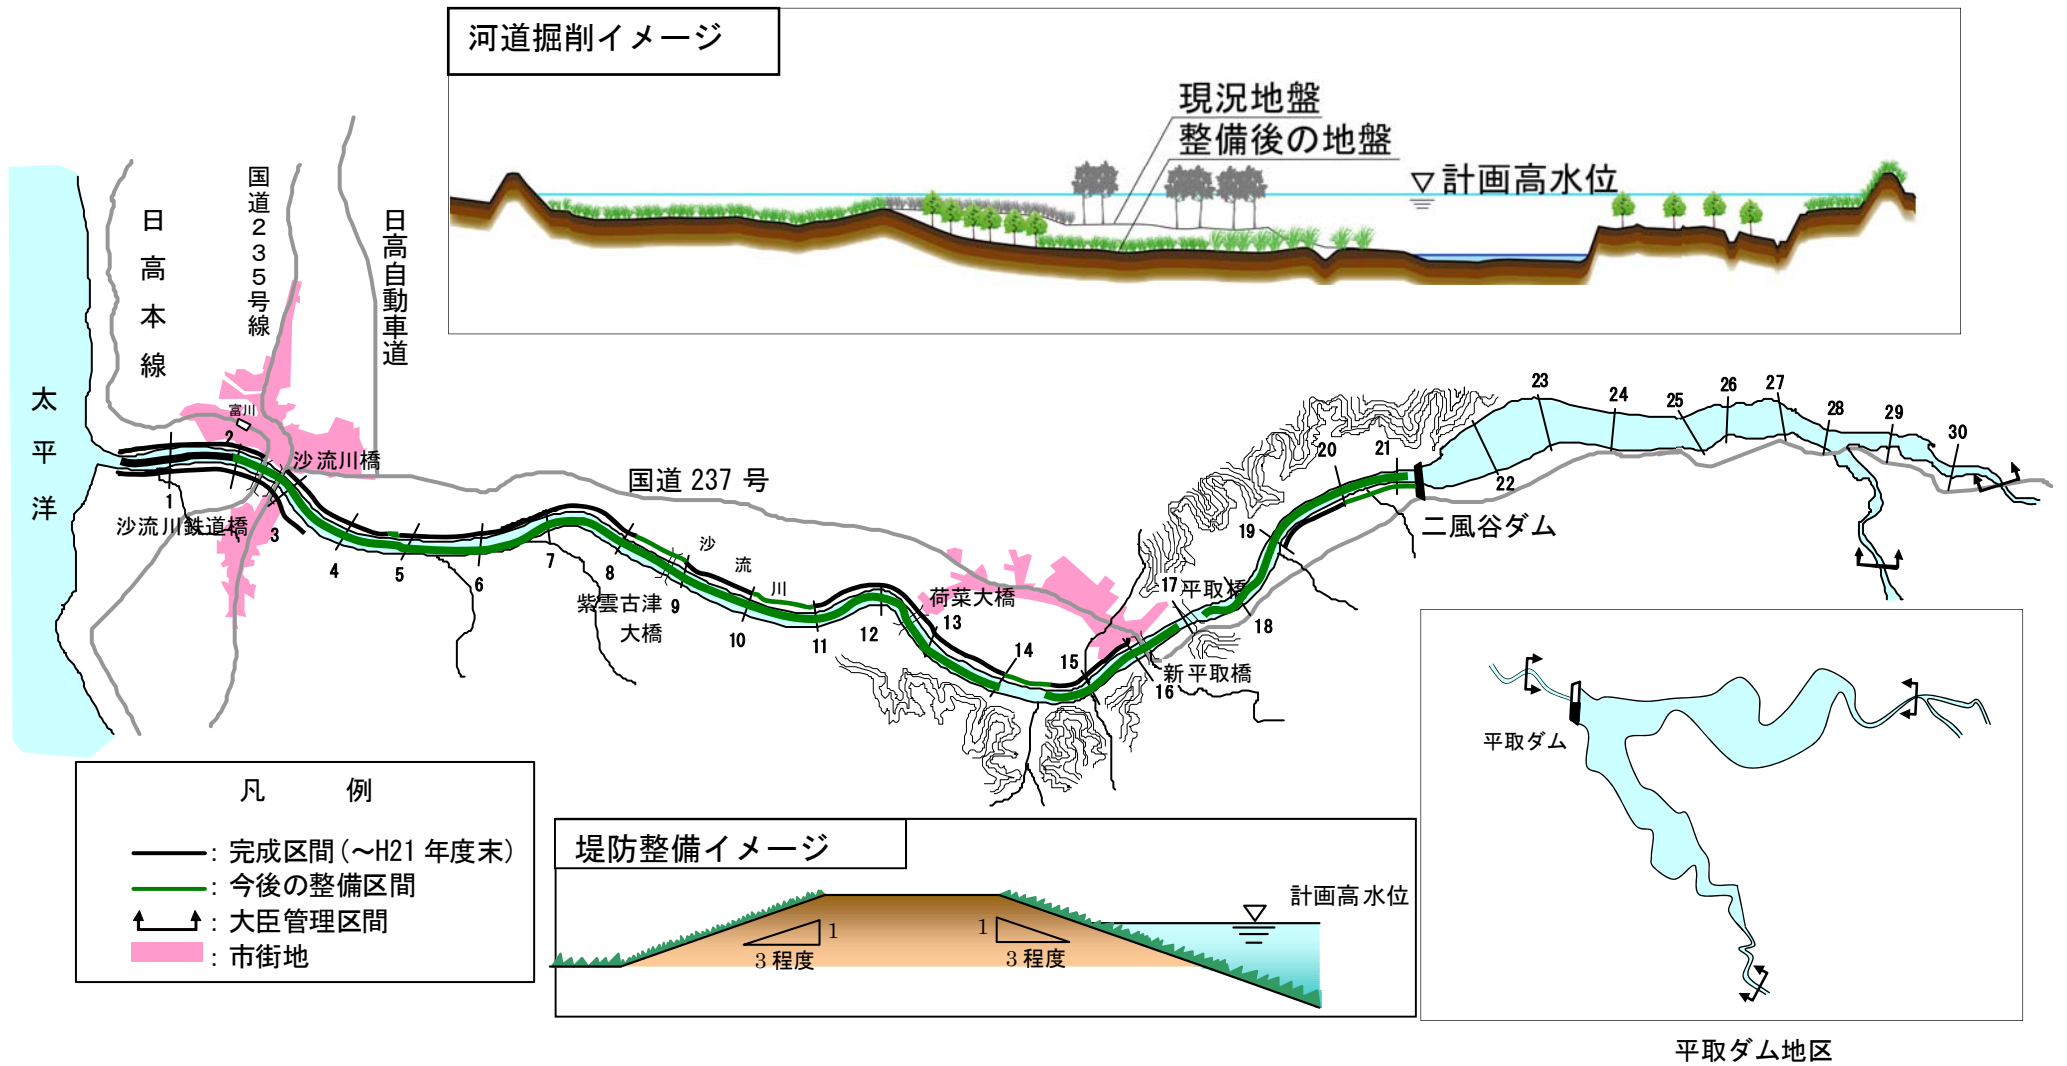 河道掘削イメージ
現況地盤
整備後の地盤
計画高水位
国道235号線
日高本線
日高自動車道
太平洋
富川
沙流川橋
国道 237 号
沙流川鉄道橋
沙流川
紫雲古津
大橋
荷菜大橋
平取橋
新平取橋
二風谷ダム
1
2
3
4
5
6
7
8
9
10
11
12
13
14
15
16
17
18
19
20
21
22
23
24
25
26
27
28
29
30
凡 例
: 完成区間(～H21 年度末)
: 今後の整備区間
: 大臣管理区間
: 市街地
堤防整備イメージ
計画高水位
1
3 程度
1
3 程度
平取ダム
平取ダム地区